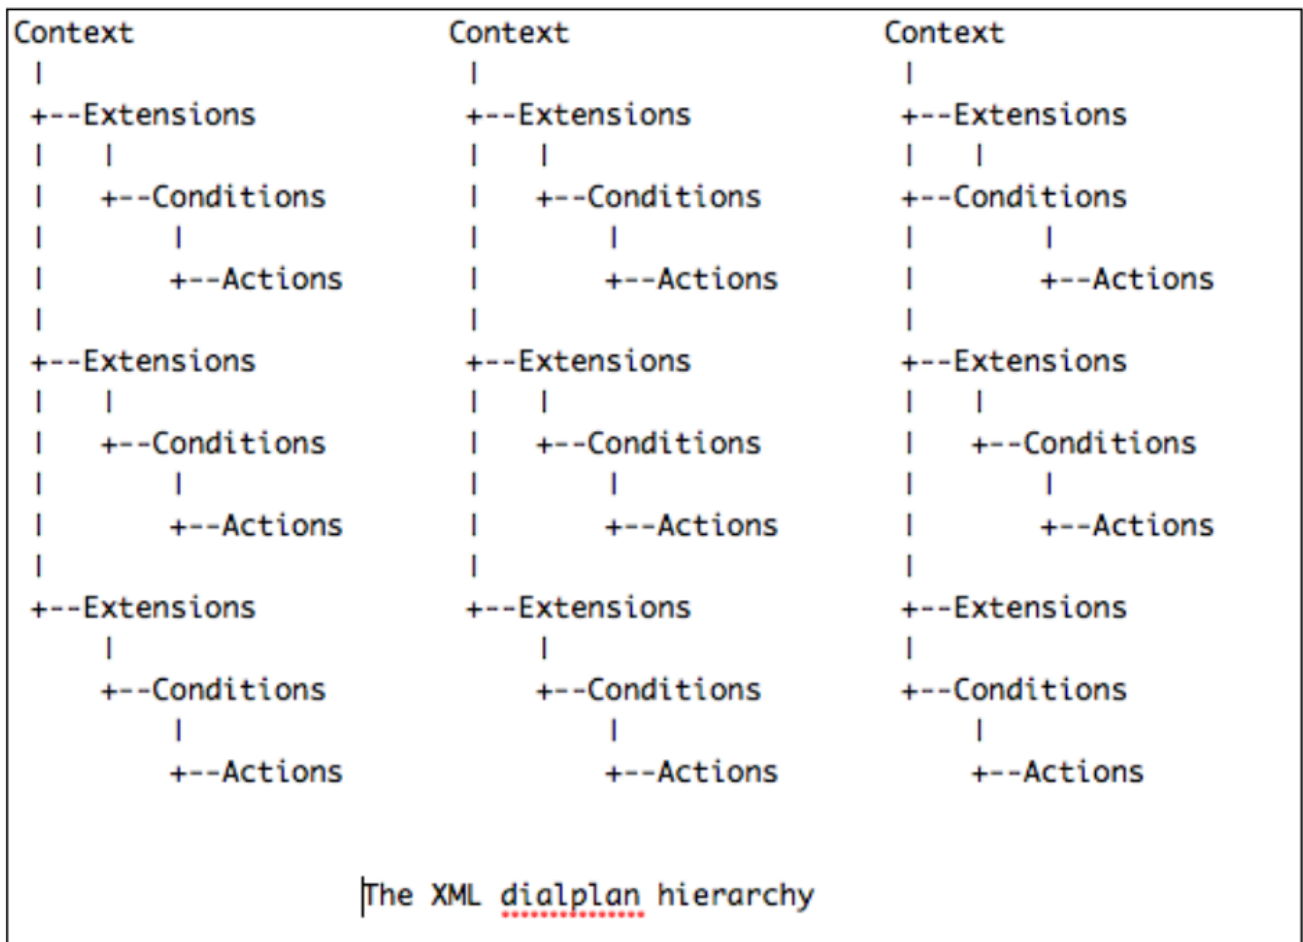 Context                  Context                  Context
 |                        |                        |
 +--Extensions            +--Extensions            +--Extensions
 |   |                    |   |                    |   |
 |   +--Conditions        |   +--Conditions        +--Conditions
 |       |                |       |                |       |
 |       +--Actions       |       +--Actions       |       +--Actions
 |                        |                        |
 +--Extensions            +--Extensions            +--Extensions
 |   |                    |   |                    |   |
 |   +--Conditions        |   +--Conditions        |   +--Conditions
 |       |                |       |                |       |
 |       +--Actions       |       +--Actions       |       +--Actions
 |                        |                        |
 +--Extensions            +--Extensions            +--Extensions
     |                        |                    |
     +--Conditions            +--Conditions        +--Conditions
         |                        |                    |
         +--Actions               +--Actions           +--Actions
The XML dialplan hierarchy